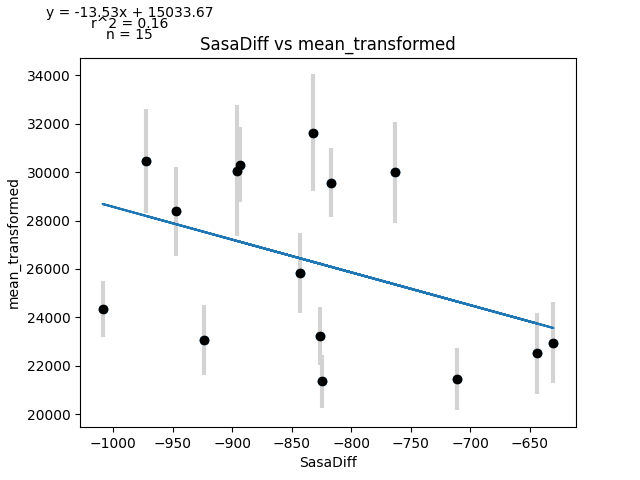 y = -13.53x + 15033.67
r^2 = 0.16
n = 15
SasaDiff vs mean_transformed
34000
32000
30000
28000
26000
24000
22000
20000
mean_transformed
−1000 −950 −900 −850 −800 −750 −700 −650
SasaDiff